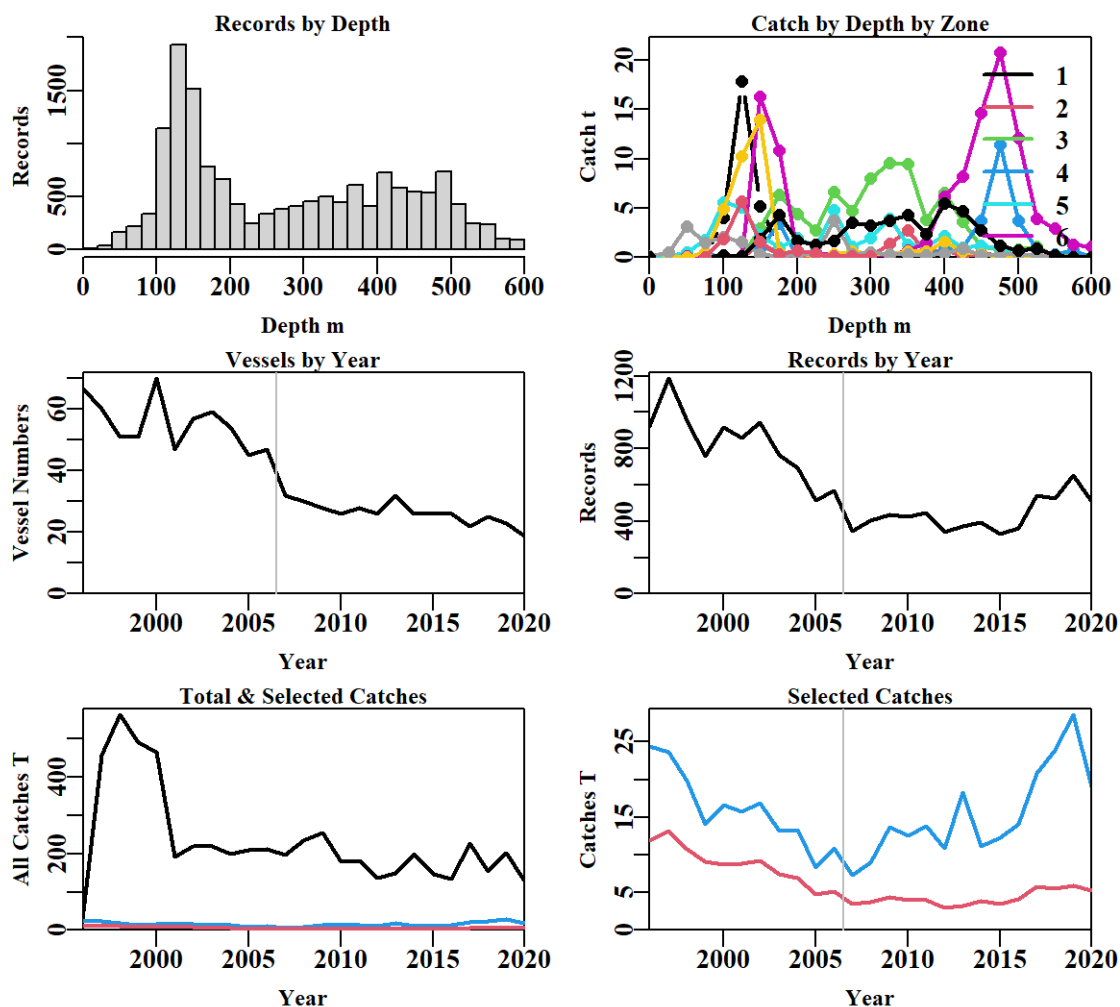 Records by Depth
Records
0 500 1500
0 100 200 300 400 500 600
Depth m
Catch by Depth by Zone
Catch t
0 5 10 15 20
1
2
3
4
5
6
0 100 200 300 400 500 600
Depth m
Vessels by Year
Vessel Numbers
0 20 40 60
2000 2005 2010 2015 2020
Year
Records by Year
Records
0 400 800 1200
2000 2005 2010 2015 2020
Year
Total & Selected Catches
All Catches T
0 200 400
2000 2005 2010 2015 2020
Year
Selected Catches
Catches T
0 5 15 25
2000 2005 2010 2015 2020
Year